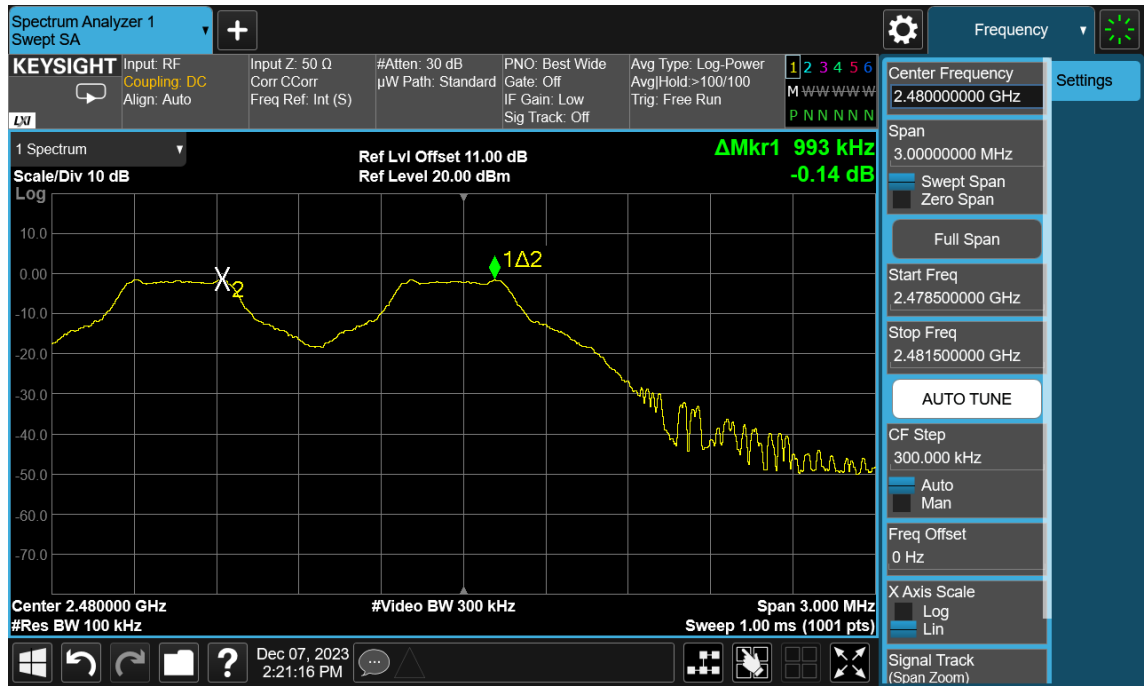 Spectrum Analyzer 1
Swept SA
Frequency
KEYSIGHT
LXI
Input: RF
Coupling: DC
Align: Auto
Input Z: 50 Ω
Corr CCorr
Freq Ref: Int (S)
#Atten: 30 dB
µW Path: Standard
PNO: Best Wide
Gate: Off
IF Gain: Low
Sig Track: Off
Avg Type: Log-Power
Avg|Hold:>100/100
Trig: Free Run
1 2 3 4 5 6
M W W W W W
P N N N N N
1 Spectrum
Scale/Div 10 dB
Log
Ref Lvl Offset 11.00 dB
Ref Level 20.00 dBm
ΔMkr1 993 kHz
-0.14 dB
10.0
0.00
-10.0
-20.0
-30.0
-40.0
-50.0
-60.0
-70.0
X2
1Δ2
Center 2.480000 GHz
#Res BW 100 kHz
#Video BW 300 kHz
Span 3.000 MHz
Sweep 1.00 ms (1001 pts)
Center Frequency
2.480000000 GHz
Span
3.00000000 MHz
Swept Span
Zero Span
Full Span
Start Freq
2.478500000 GHz
Stop Freq
2.481500000 GHz
AUTO TUNE
CF Step
300.000 kHz
Auto
Man
Freq Offset
0 Hz
X Axis Scale
Log
Lin
Signal Track
(Span Zoom)
Settings
?
Dec 07, 2023
2:21:16 PM